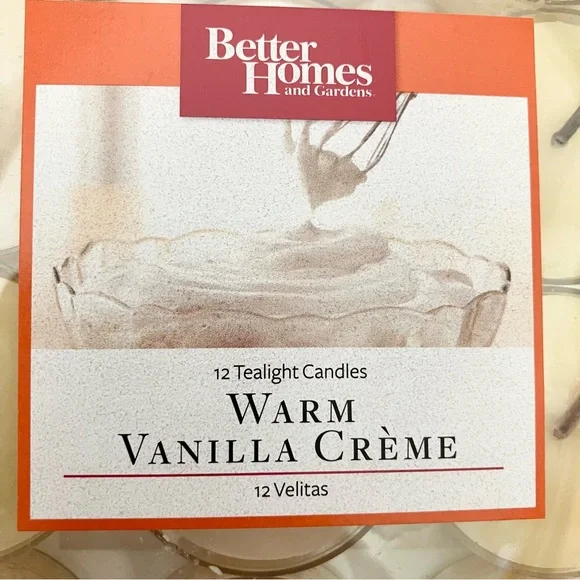 Better
Homes
and Gardens
12 Tealight Candles
WARM
VANILLA CRÈME
12 Velitas